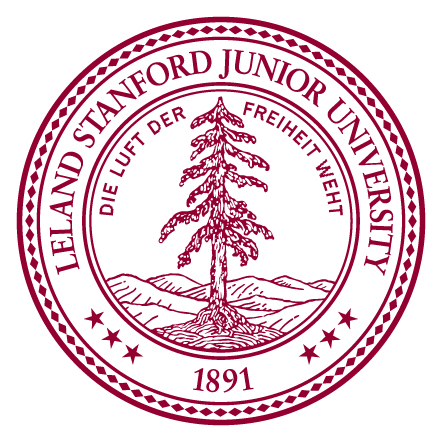 LELAND STANFORD JUNIOR UNIVERSITY
DIE LUFT DER FREIHEIT WEHT
1891